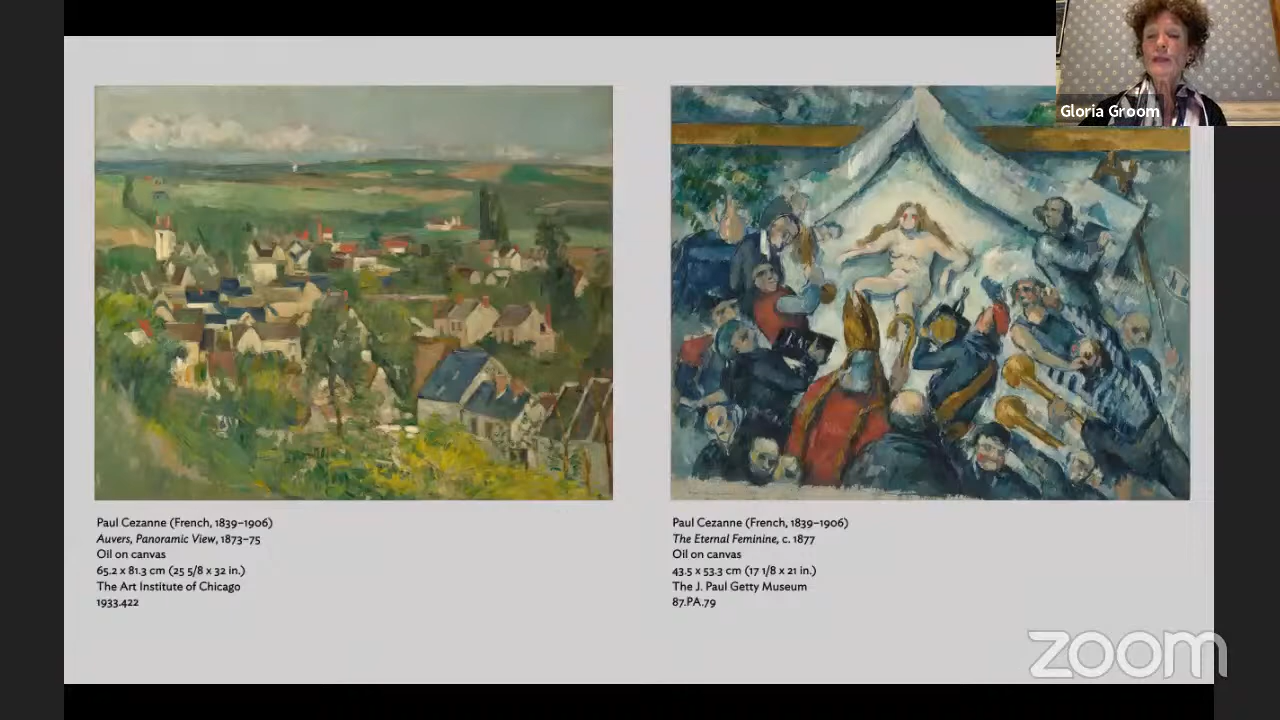 Gloria Groom
Paul Cezanne (French, 1839–1906)
Auvers, Panoramic View, 1873–75
Oil on canvas
65.2 x 81.3 cm (25 5/8 x 32 in.)
The Art Institute of Chicago
1933.422
Paul Cezanne (French, 1839–1906)
The Eternal Feminine, c. 1877
Oil on canvas
43.5 x 53.3 cm (17 1/8 x 21 in.)
The J. Paul Getty Museum
87.PA.79
zoom